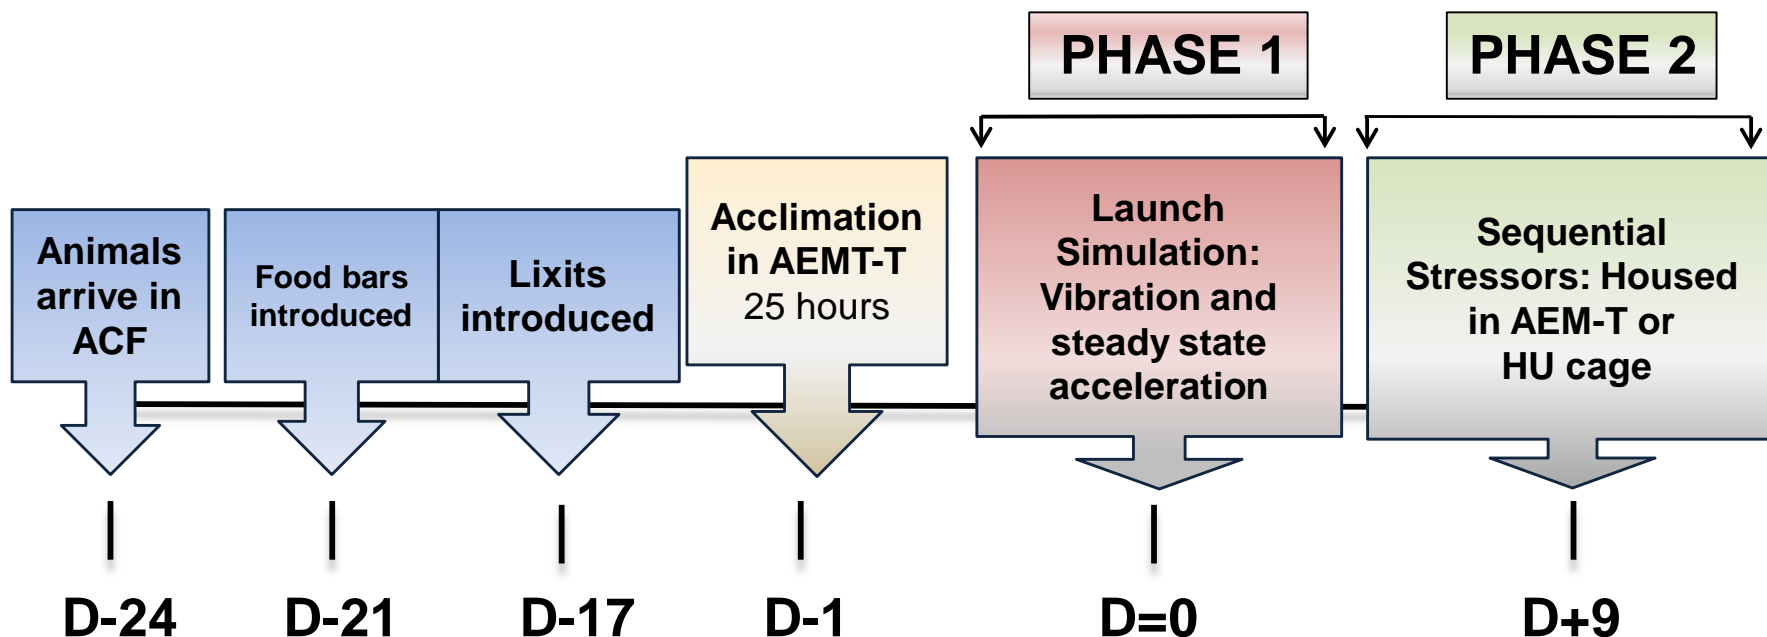 PHASE 1
PHASE 2
Animals
arrive in
ACF
Food bars
introduced
Lixits
introduced
Acclimation
in AEMT-T
25 hours
Launch
Simulation:
Vibration and
steady state
acceleration
Sequential
Stressors: Housed
in AEM-T or
HU cage
D-24
D-21
D-17
D-1
D=0
D+9